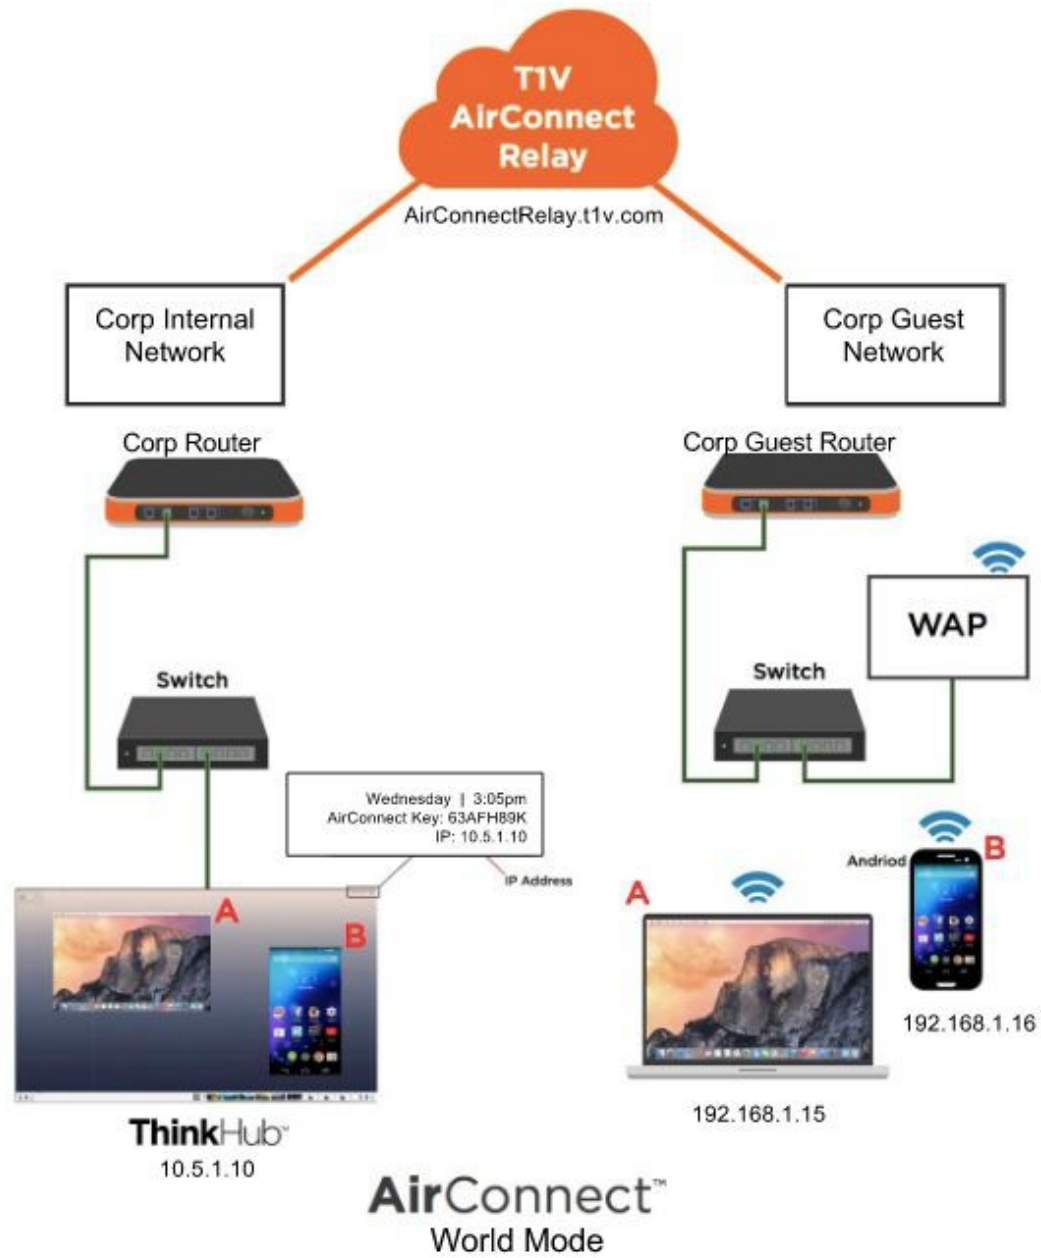 T1V
AirConnect
Relay
AirConnectRelay.t1v.com
Corp Internal
Network
Corp Guest
Network
Corp Router
Corp Guest Router
WAP
Switch
Switch
Wednesday | 3:05pm
AirConnect Key: 63AFH89K
IP: 10.5.1.10
IP Address
A
B
A
Andriod
B
192.168.1.16
192.168.1.15
ThinkHub™
10.5.1.10
AirConnect™
World Mode